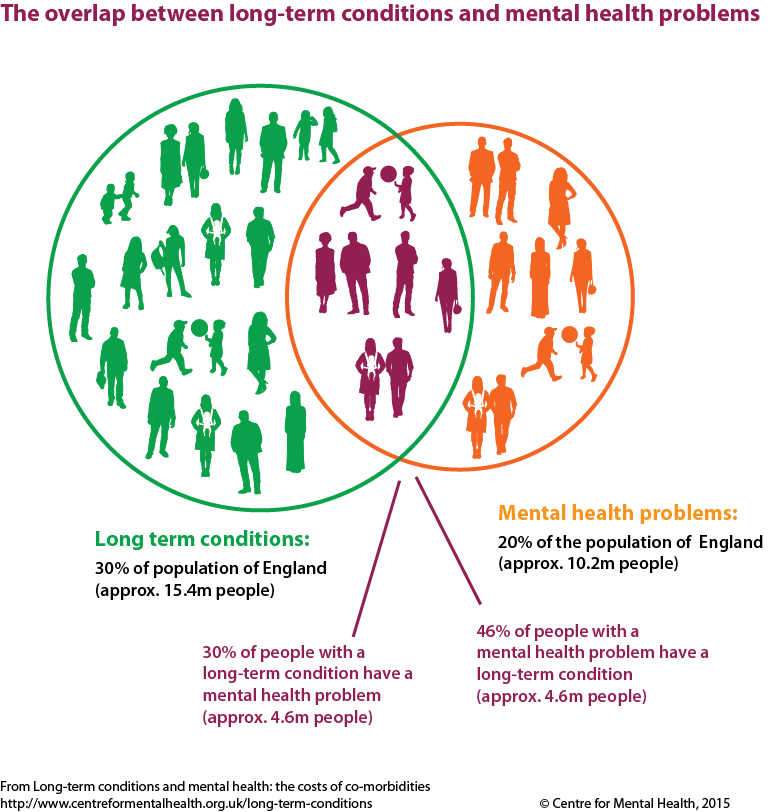 The overlap between long-term conditions and mental health problems
Long term conditions:
30% of population of England
(approx. 15.4m people)
Mental health problems:
20% of the population of England
(approx. 10.2m people)
30% of people with a
long-term condition have a
mental health problem
(approx. 4.6m people)
46% of people with a
mental health problem have a
long-term condition
(approx. 4.6m people)
From Long-term conditions and mental health: the costs of co-morbidities
http://www.centreformentalhealth.org.uk/long-term-conditions
© Centre for Mental Health, 2015